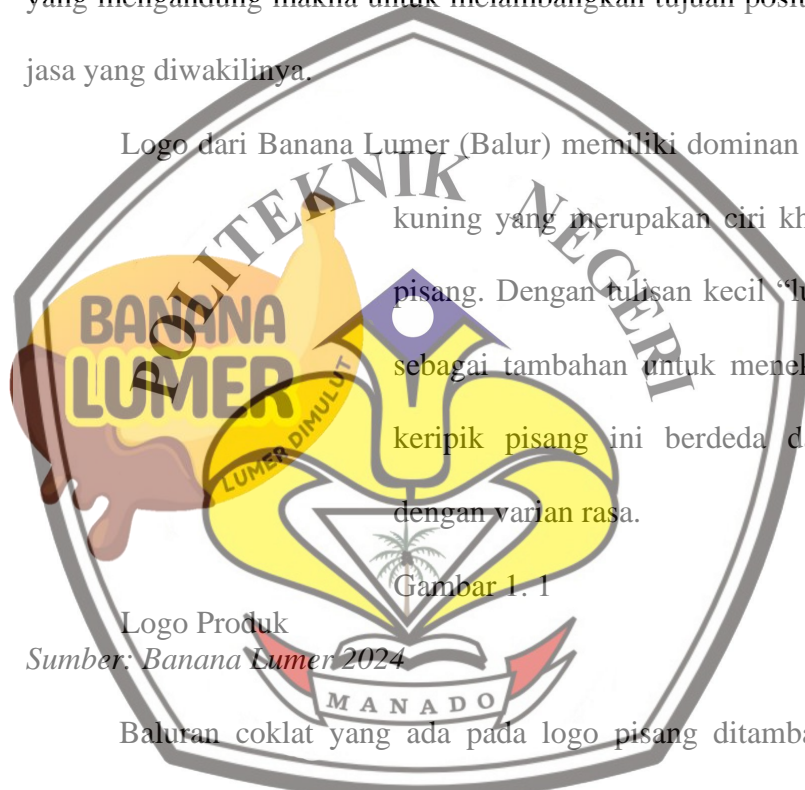 yang mengandung makna untuk melambangkan tujuan posit
jasa yang diwakilinya.
Logo dari Banana Lumer (Balur) memiliki dominan
POLITEKNIK NEGERI
kuning yang merupakan ciri kh
pisang. Dengan tulisan kecil “lu
sebagai tambahan untuk menek
keripik pisang ini berdeda d
dengan varian rasa.
BANANA
LUMER
LUMER DIMULUT
Gambar 1. 1
Logo Produk
Sumber: Banana Lumer 2024
MANADO
Baluran coklat yang ada pada logo pisang ditamba